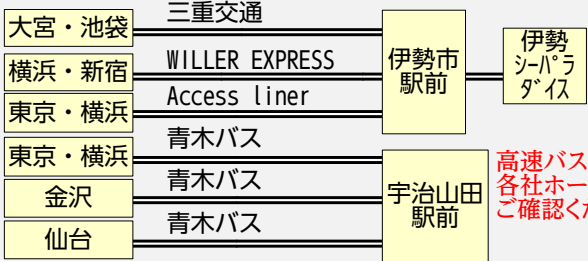 大宮・池袋
三重交通
横浜・新宿
WILLER EXPRESS
東京・横浜
Access liner
伊勢市
駅前
伊勢
シーパラ
ダイス
東京・横浜
青木バス
金沢
青木バス
仙台
青木バス
宇治山田
駅前
高速バス
各社ホー
ご確認くだ